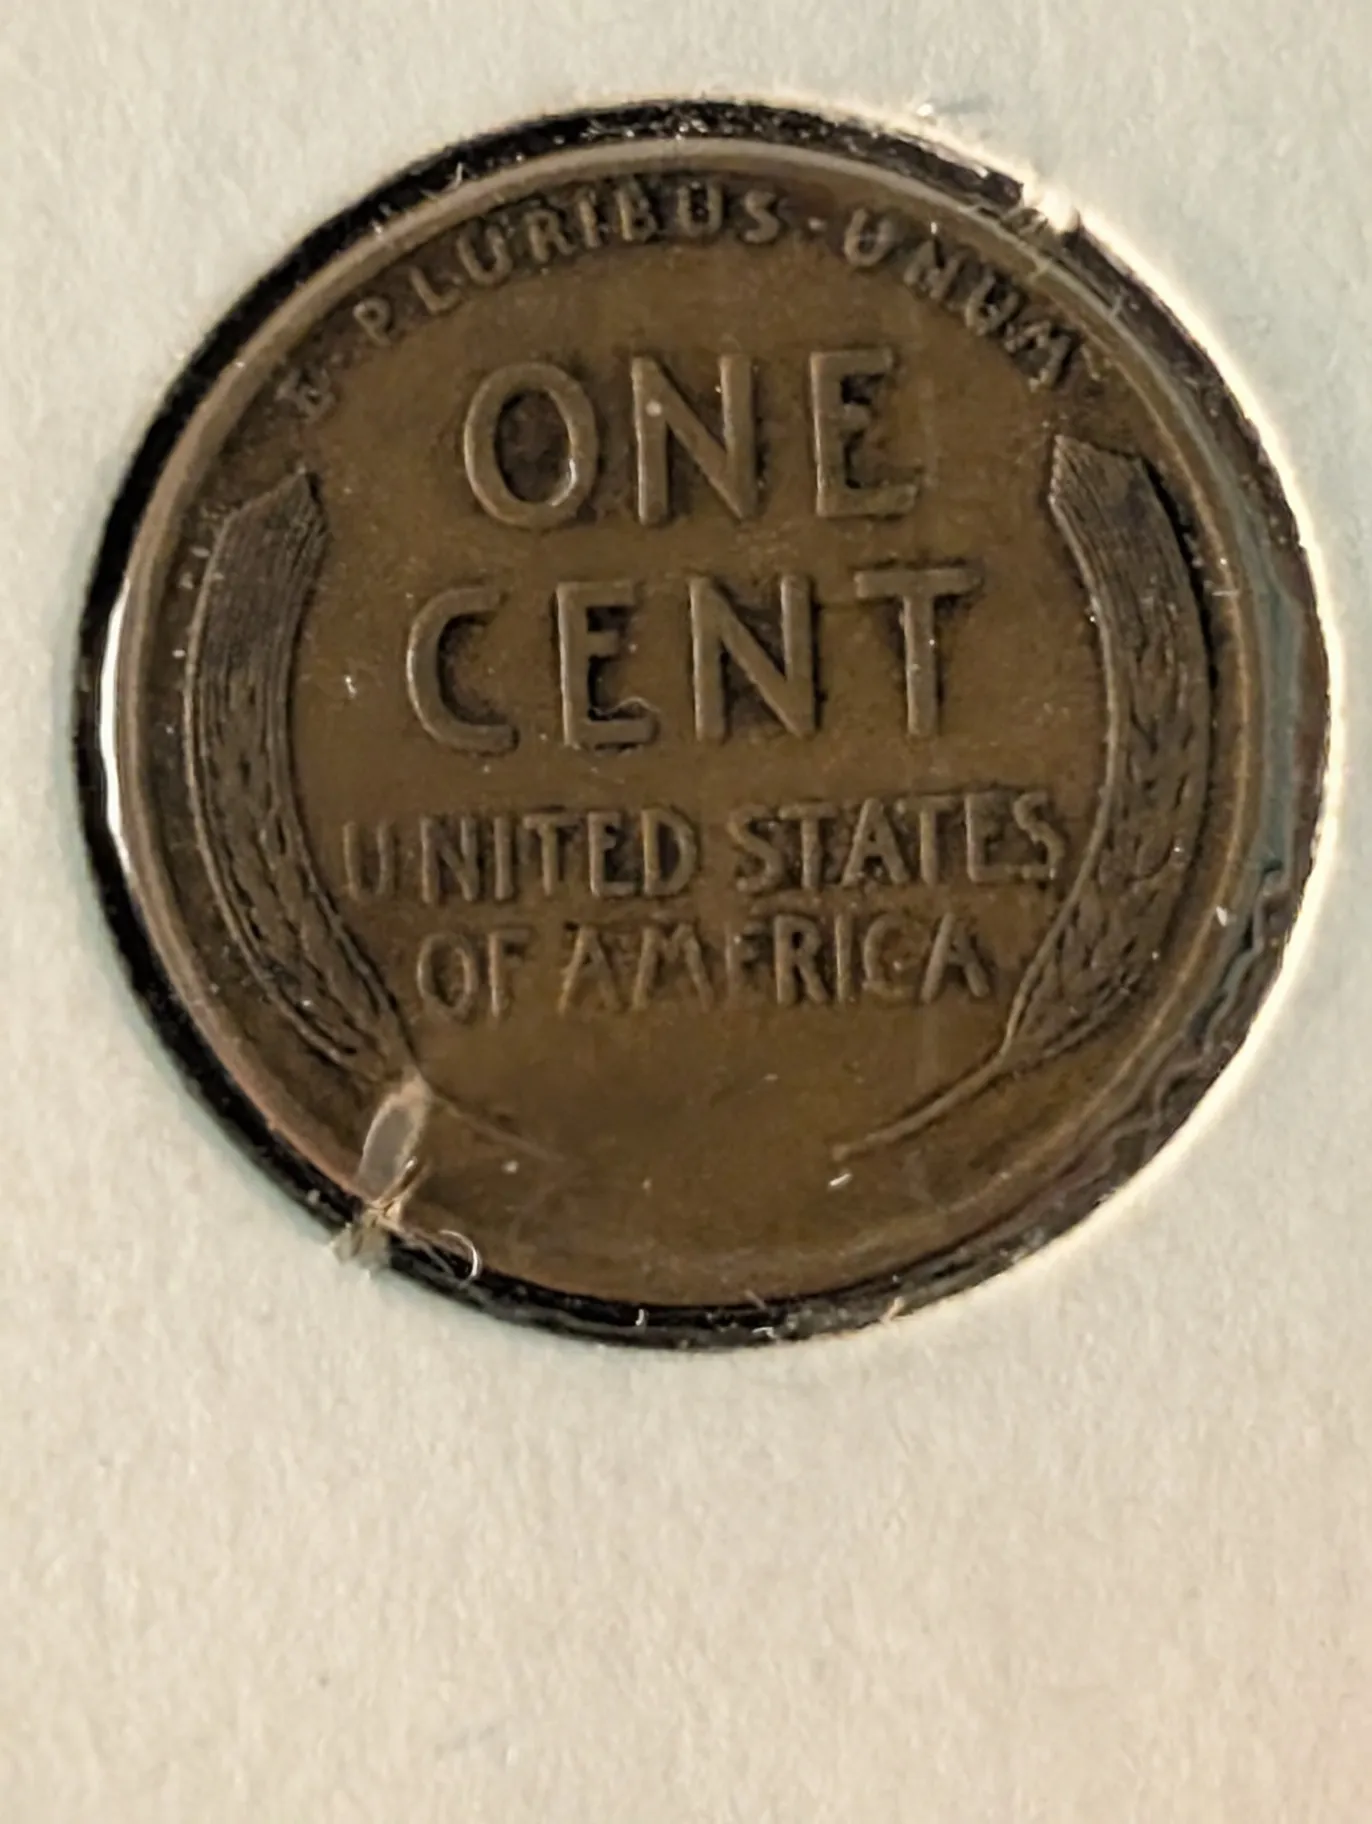 E·PLURIBUS·UNUM
ONE
CENT
UNITED STATES
OF AMERICA